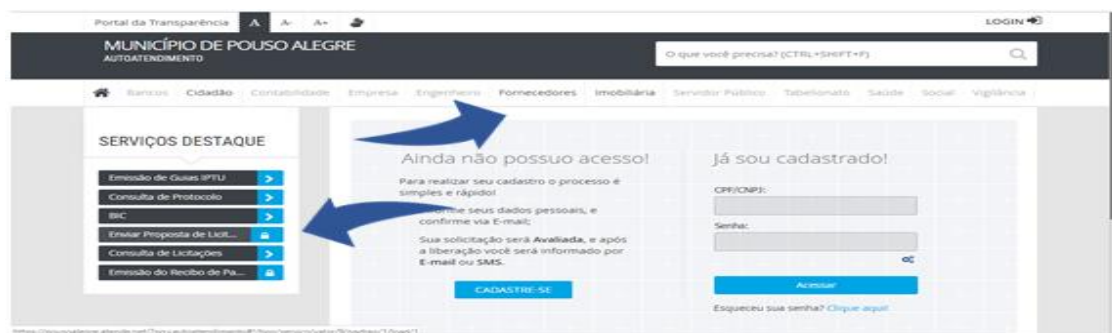 Portal da Transparência A A- A+ LOGIN
MUNICÍPIO DE POUSO ALEGRE
AUTOATENDIMENTO
O que você precisa? (CTRL+SHIFT+F)
Bancos Cidadão Contabilidade Empresa Engenheiro Fornecedores Imobiliária Servidor Público Tabelionato Saúde Social Vigilância
SERVIÇOS DESTAQUE
Emissão de Guias IPTU
Consulta de Protocolo
BIC
Enviar Proposta de Licit...
Consulta de Licitações
Emissão do Recibo de Pa...
Ainda não possuo acesso!
Para realizar seu cadastro o processo é
simples e rápido!
seus dados pessoais, e
confirme via E-mail;
Sua solicitação será Avaliada, e após
a liberação você será informado por
E-mail ou SMS.
CADASTRE-SE
Já sou cadastrado!
CPF/CNPJ:
Senha:
Acessar
Esqueceu sua senha? Clique aqui!